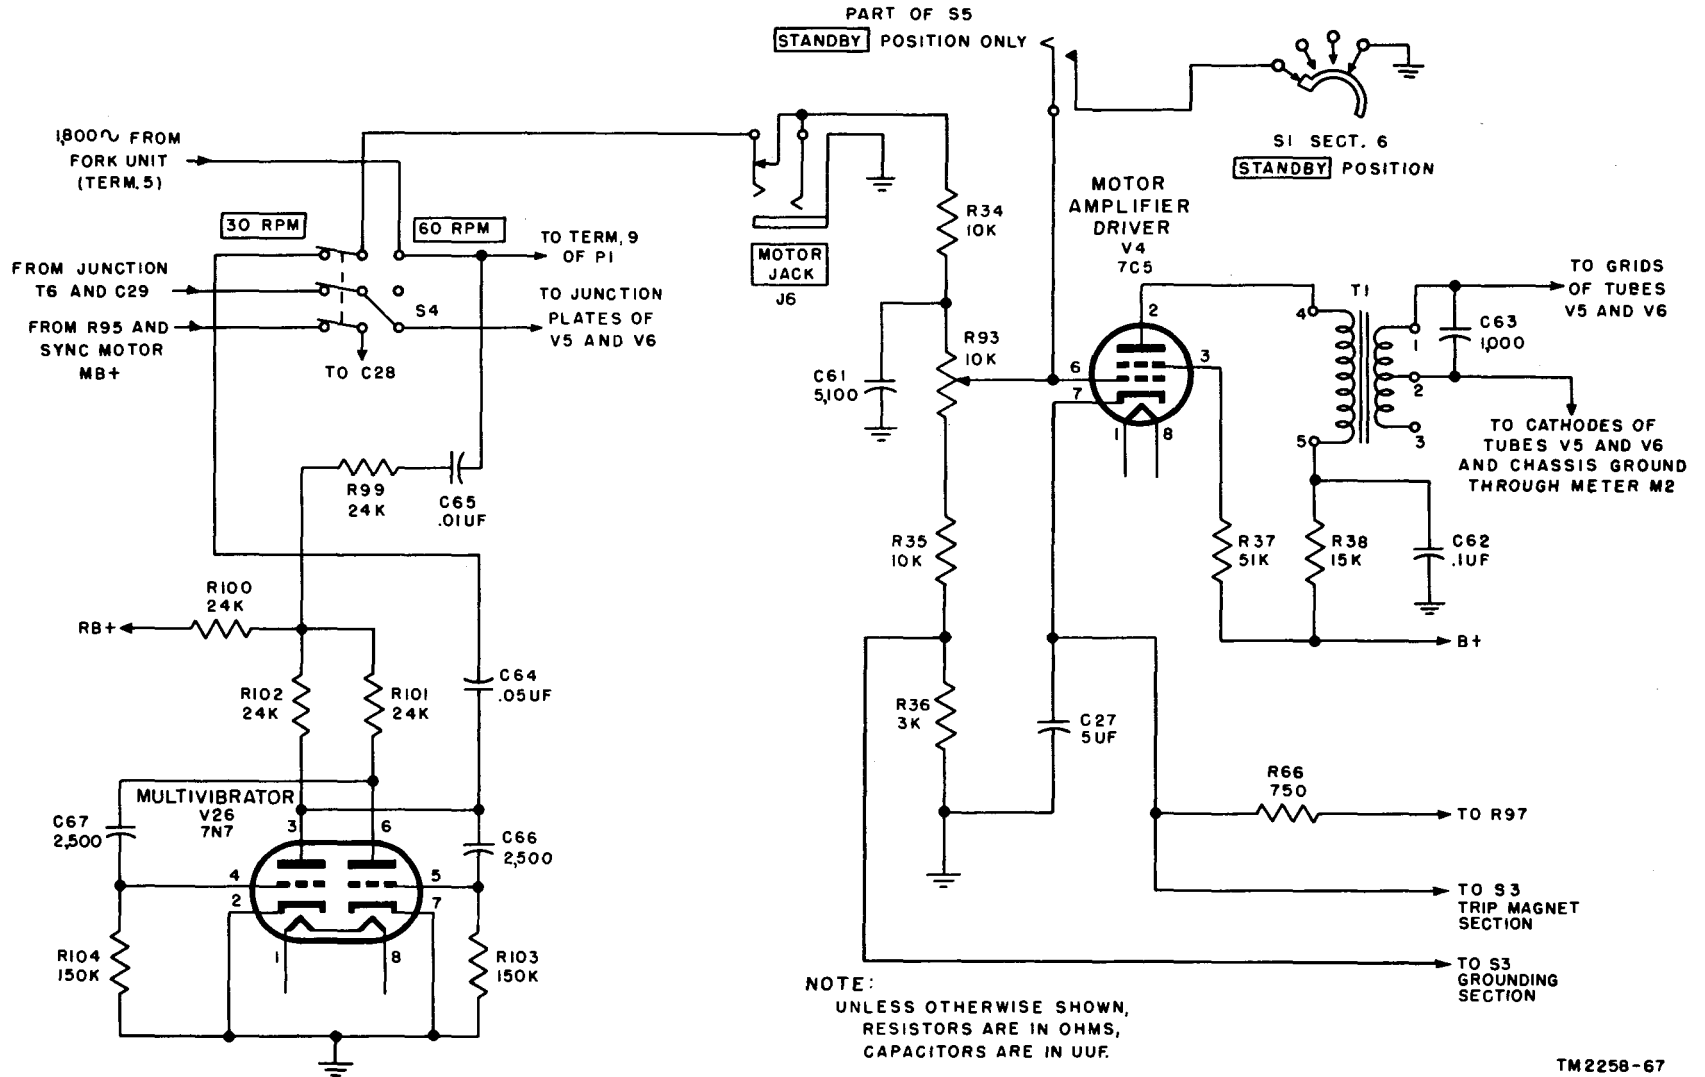 PART OF S5
STANDBY POSITION ONLY
S1 SECT. 6
STANDBY POSITION
1,800~ FROM
FORK UNIT
(TERM. 5)
30 RPM
60 RPM
TO TERM. 9
OF P1
FROM JUNCTION
T6 AND C29
TO JUNCTION
PLATES OF
V5 AND V6
S4
FROM R95 AND
SYNC MOTOR
MB+
TO C28
MOTOR
JACK
J6
R34
10K
R93
10K
C61
5,100
MOTOR
AMPLIFIER
DRIVER
V4
7C5
2
6
7
3
1
8
T1
4
5
1
2
3
C63
1,000
TO GRIDS
OF TUBES
V5 AND V6
TO CATHODES OF
TUBES V5 AND V6
AND CHASSIS GROUND
THROUGH METER M2
R99
24K
C65
.01UF
R35
10K
R37
51K
R38
15K
C62
.1UF
B+
R100
24K
RB+
R102
24K
R101
24K
C64
.05UF
R36
3K
C27
5UF
R66
750
TO R97
MULTIVIBRATOR
V26
7N7
3
6
C67
2,500
C66
2,500
4
5
2
7
1
8
R104
150K
R103
150K
TO S3
TRIP MAGNET
SECTION
TO S3
GROUNDING
SECTION
NOTE:
UNLESS OTHERWISE SHOWN,
RESISTORS ARE IN OHMS,
CAPACITORS ARE IN UUF.
TM2258-67